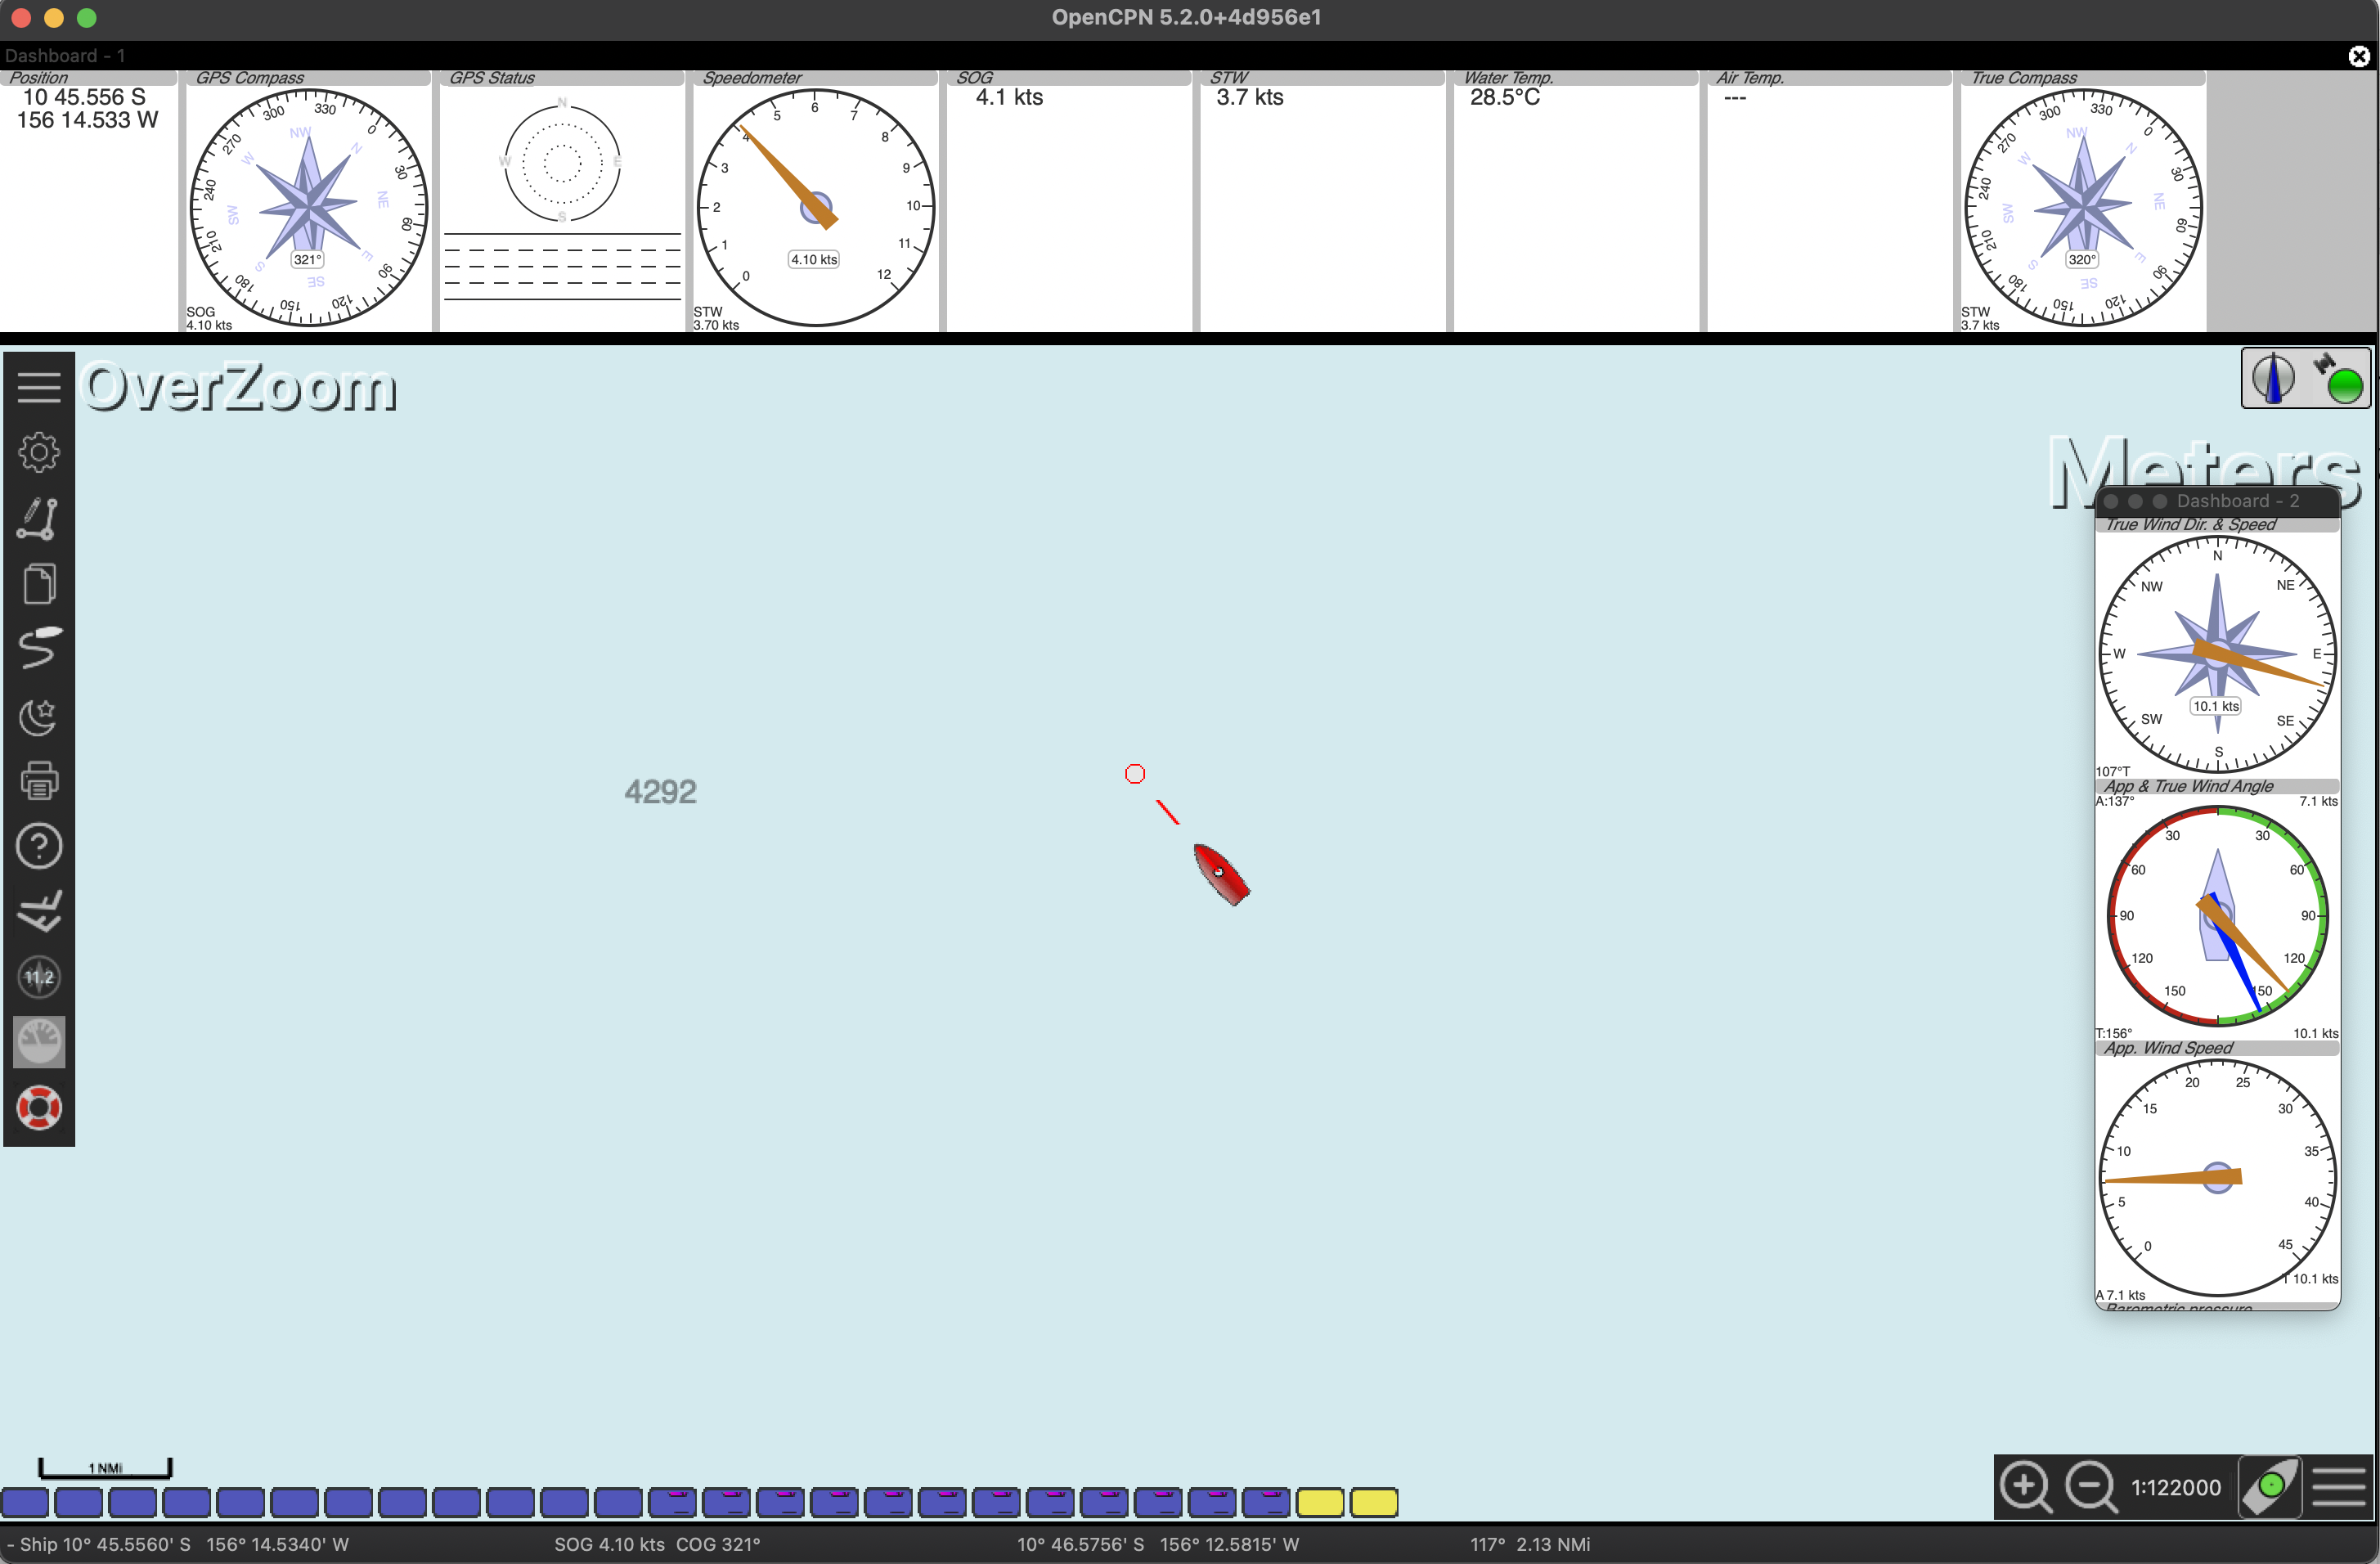 OpenCPN 5.2.0+4d956e1
Dashboard - 1
Position
10 45.556 S
156 14.533 W
GPS Compass
300 330 0 30 60 90 120 150 180 210 240 270
NW N NE E SE S SW W
321°
SOG
4.10 kts
GPS Status
N
W E
S
Speedometer
0 1 2 3 4 5 6 7 8 9 10 11 12
4.10 kts
STW
3.70 kts
SOG
4.1 kts
STW
3.7 kts
Water Temp.
28.5°C
Air Temp.
---
True Compass
300 330 0 30 60 90 120 150 180 210 240 270
NW N NE E SE S SW W
320°
STW
3.7 kts
OverZoom
Meters
11.2
4292
Dashboard - 2
True Wind Dir. & Speed
N
NW NE
W E
10.1 kts
SW SE
S
107°T
App & True Wind Angle
A:137° 7.1 kts
30 30
60 60
90 90
120 120
150 150
T:156° 10.1 kts
App. Wind Speed
20 25
15 30
10 35
5 40
0 45
T 10.1 kts
A 7.1 kts
Barometric pressure
1 NMi
1:122000
- Ship 10° 45.5560' S 156° 14.5340' W SOG 4.10 kts COG 321° 10° 46.5756' S 156° 12.5815' W 117° 2.13 NMi